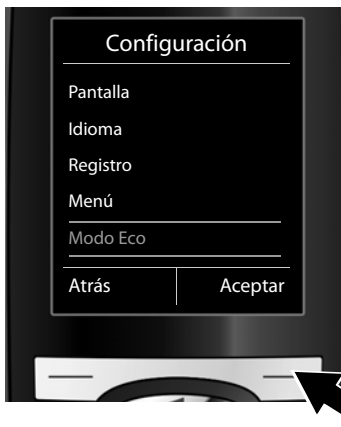 Configuración
Pantalla
Idioma
Registro
Menú
Modo Eco
Atrás Aceptar